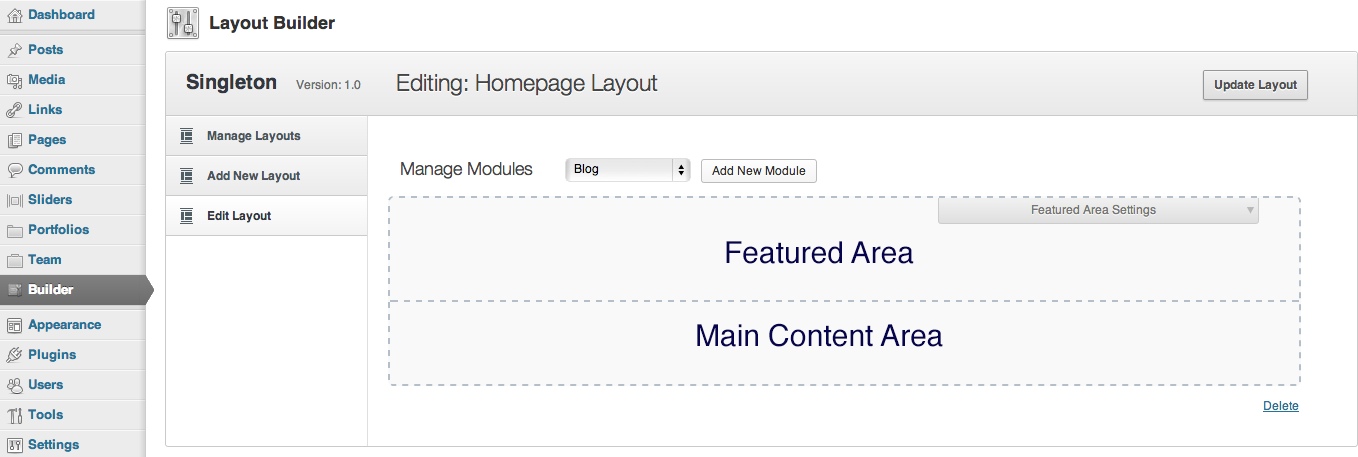 Dashboard
Posts
Media
Links
Pages
Comments
Sliders
Portfolios
Team
Builder
Appearance
Plugins
Users
Tools
Settings
Layout Builder
Singleton Version: 1.0
Editing: Homepage Layout
Update Layout
Manage Layouts
Add New Layout
Edit Layout
Manage Modules Blog Add New Module
Featured Area Settings
Featured Area
Main Content Area
Delete